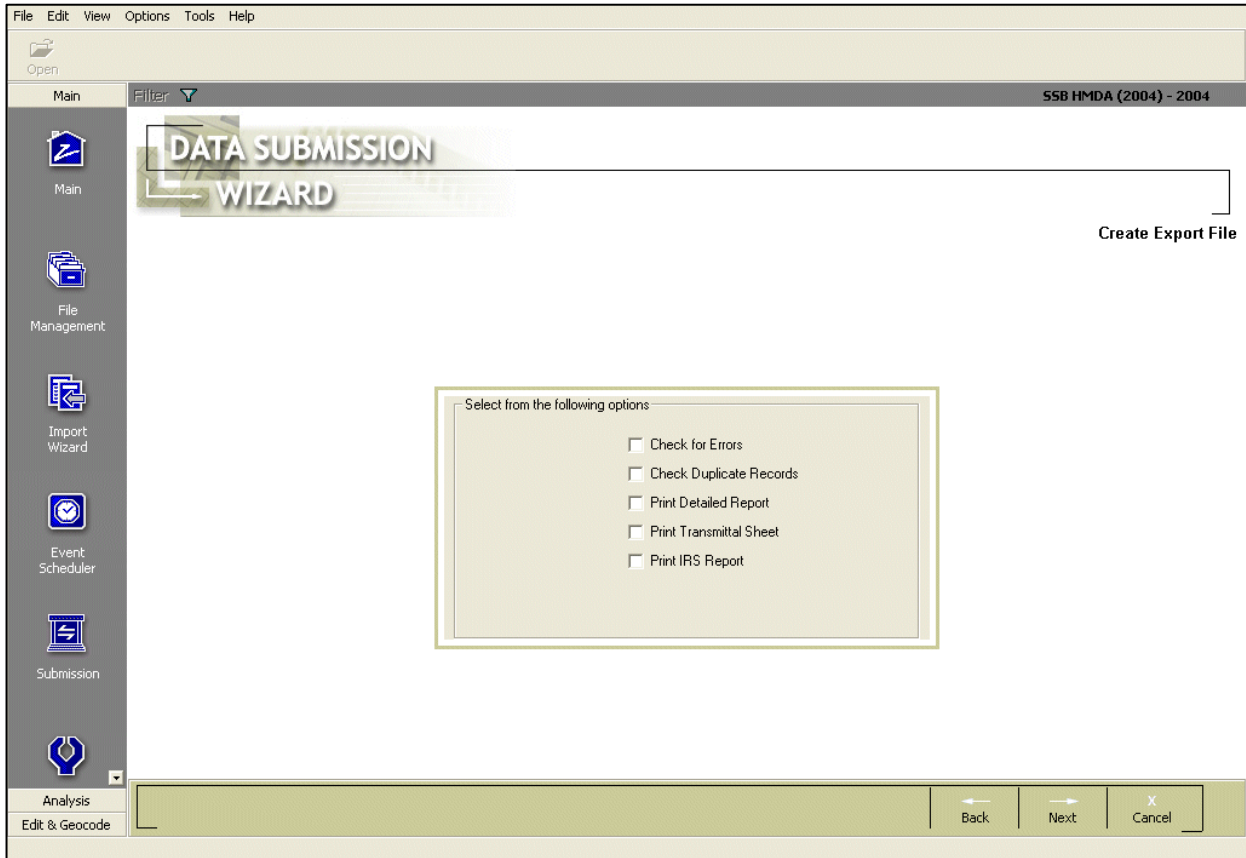 File Edit View Options Tools Help
Open
Main
Filter
SSB HMDA (2004) - 2004
Main
File
Management
Import
Wizard
Event
Scheduler
Submission
Analysis
Edit & Geocode
DATA SUBMISSION
WIZARD
Create Export File
Select from the following options
Check for Errors
Check Duplicate Records
Print Detailed Report
Print Transmittal Sheet
Print IRS Report
Back
Next
X
Cancel